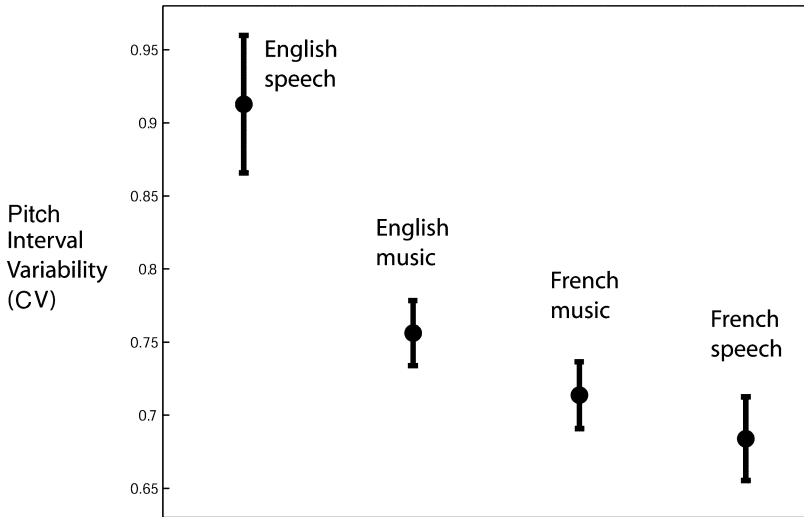 0.95
0.9
0.85
0.8
0.75
0.7
0.65
Pitch
Interval
Variability
(CV)
English
speech
English
music
French
music
French
speech